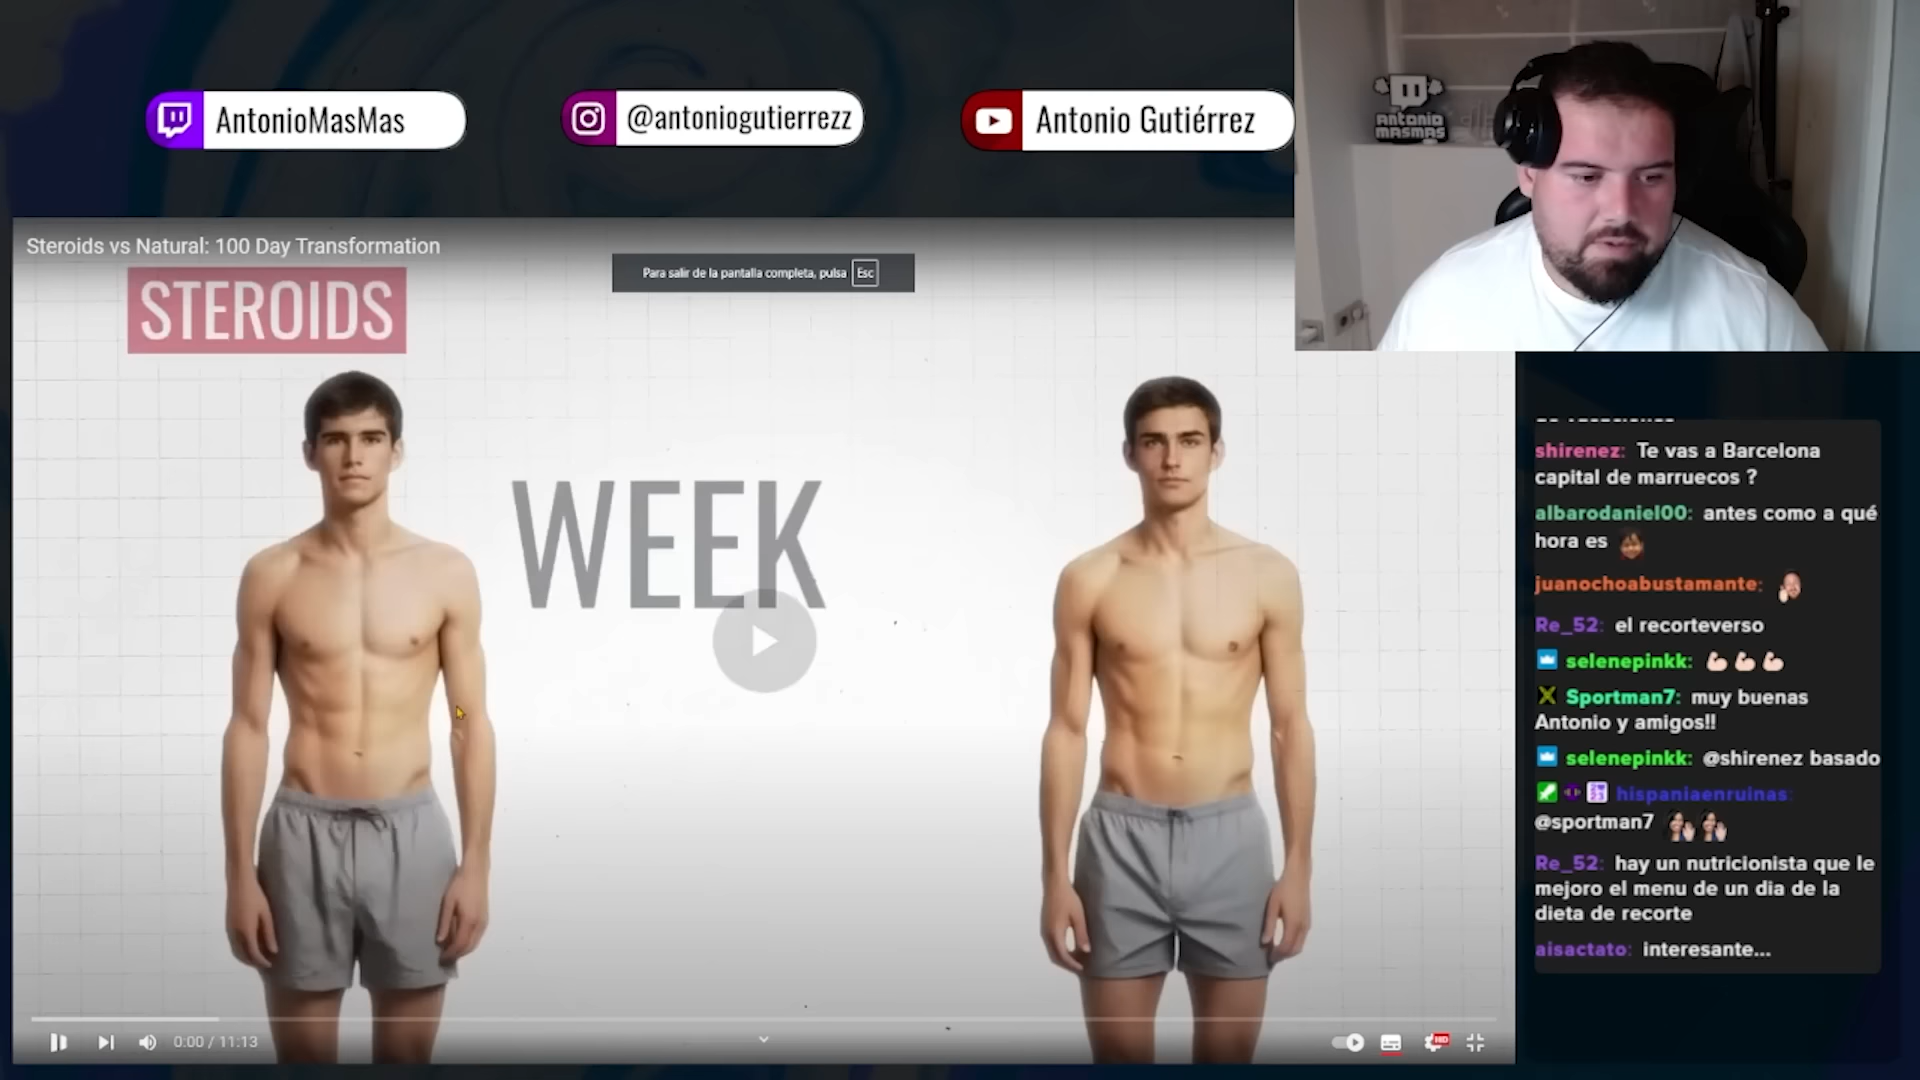 AntonioMasMas
@antoniogutierrezz
Antonio Gutiérrez
ANTONIO
MASMAS
Steroids vs Natural: 100 Day Transformation
Para salir de la pantalla completa, pulsa Esc
STEROIDS
WEEK
shirenez: Te vas a Barcelona
capital de marruecos ?
albarodaniel00: antes como a qué
hora es
juanochoabustamante:
Re_52: el recorteverso
selenepinkk:
Sportman7: muy buenas
Antonio y amigos!!
selenepinkk: @shirenez basado
hispaniaenruinas:
@sportman7
Re_52: hay un nutricionista que le
mejoro el menu de un dia de la
dieta de recorte
aisactato: interesante...
0:00 / 11:13
HD